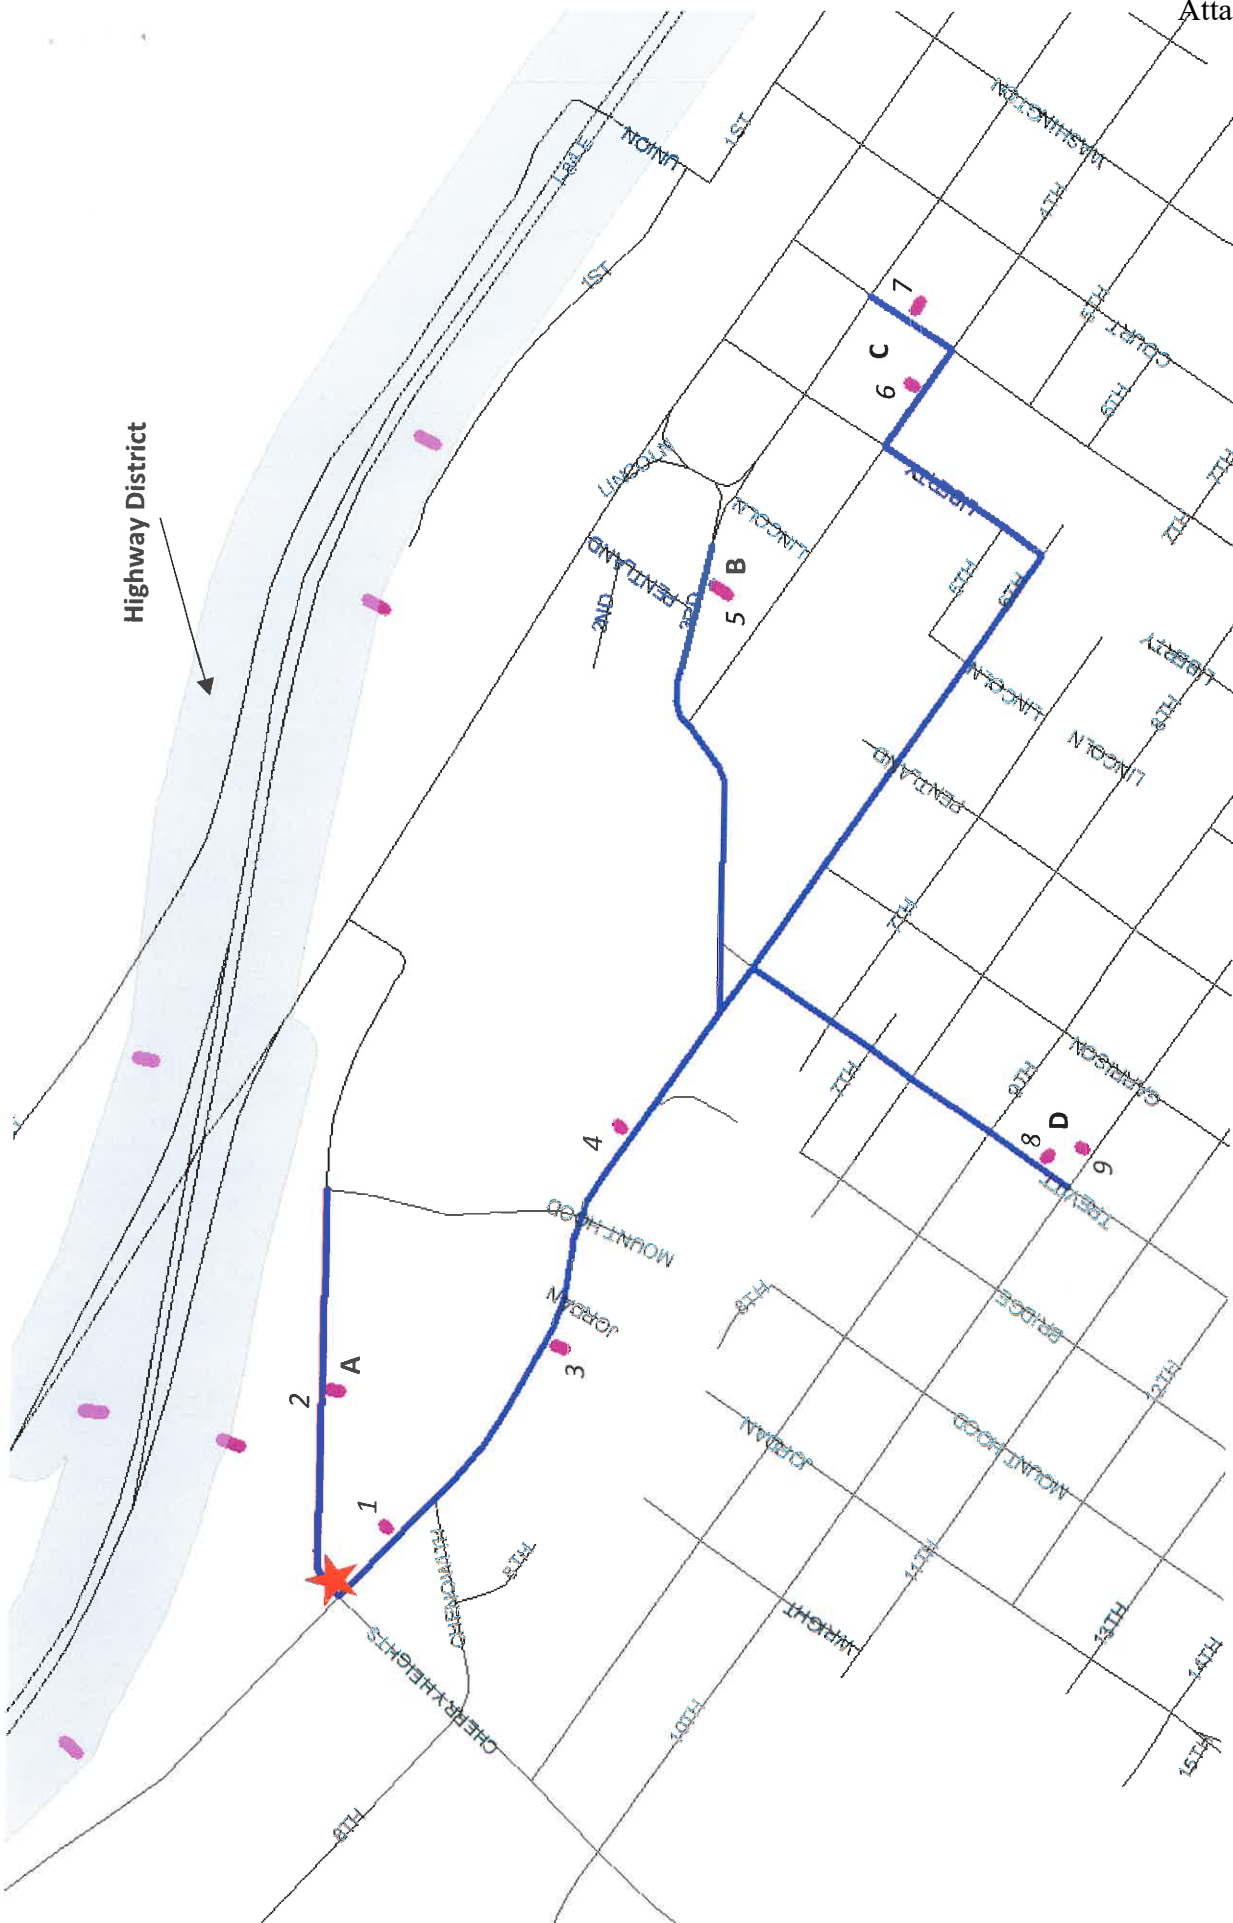 Atta
Highway District
I-84/E
UNION
1ST
1ST
WASHINGTON
4TH
5TH
COURT
6TH
7TH
7TH
7
C
6
LIBERTY
LINCOLN
LINCOLN
PENTLAND
2ND
3RD
B
5
5TH
6TH
LINCOLN
LIBERTY
8TH
LINCOLN
PENTLAND
7TH
7TH
GARRISON
8
D
9
TREVITT
4
MOUNT HOOD
JORDAN
3
2
A
1
8TH
BRIDGE
12TH
JORDAN
MOUNT HOOD
11TH
WRIGHT
13TH
14TH
15TH
10TH
CHENOWITH
8TH
CHERRY HEIGHTS
8TH